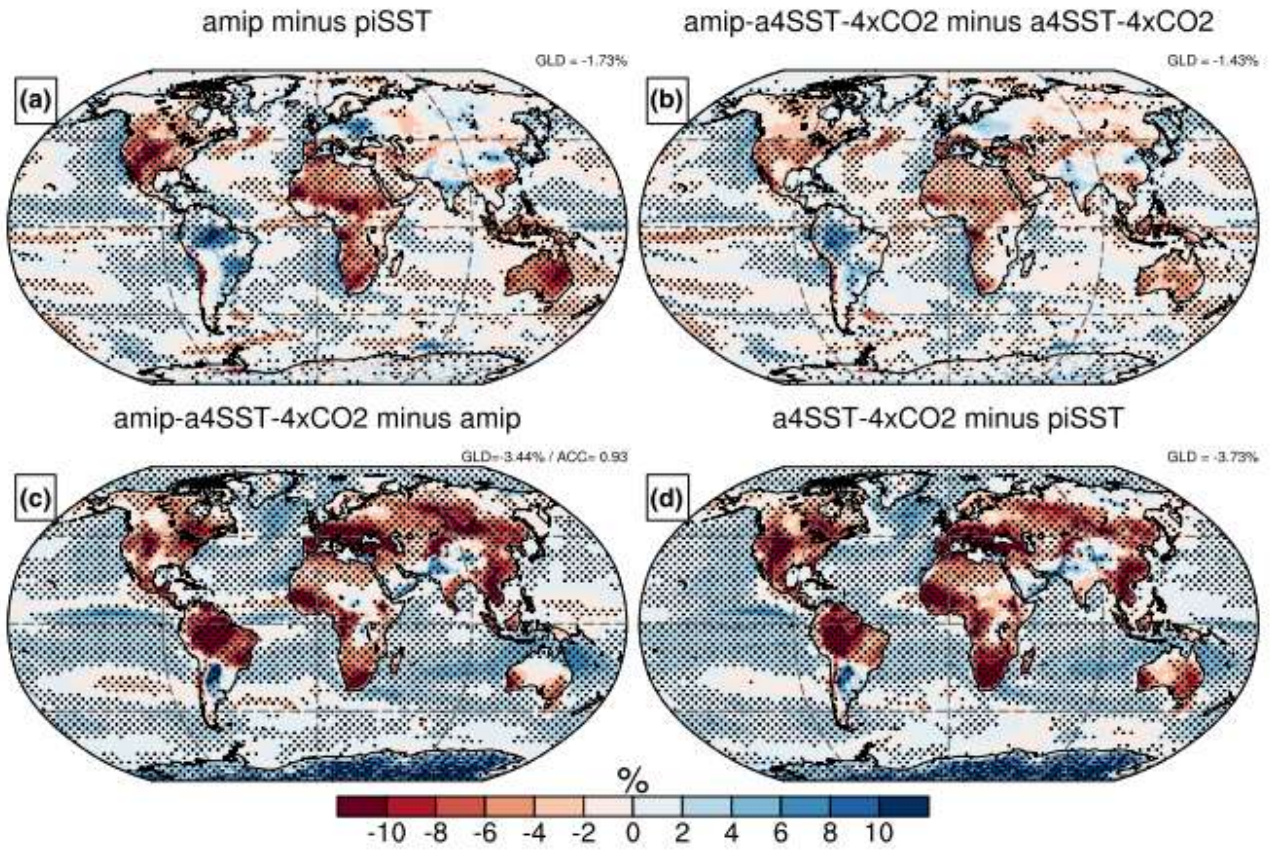 amip minus piSST
amip-a4SST-4xCO2 minus a4SST-4xCO2
GLD = -1.73%
GLD = -1.43%
(a)
(b)
amip-a4SST-4xCO2 minus amip
a4SST-4xCO2 minus piSST
GLD=-3.44% / ACC= 0.93
GLD = -3.73%
(c)
(d)
%
-10 -8 -6 -4 -2 0 2 4 6 8 10